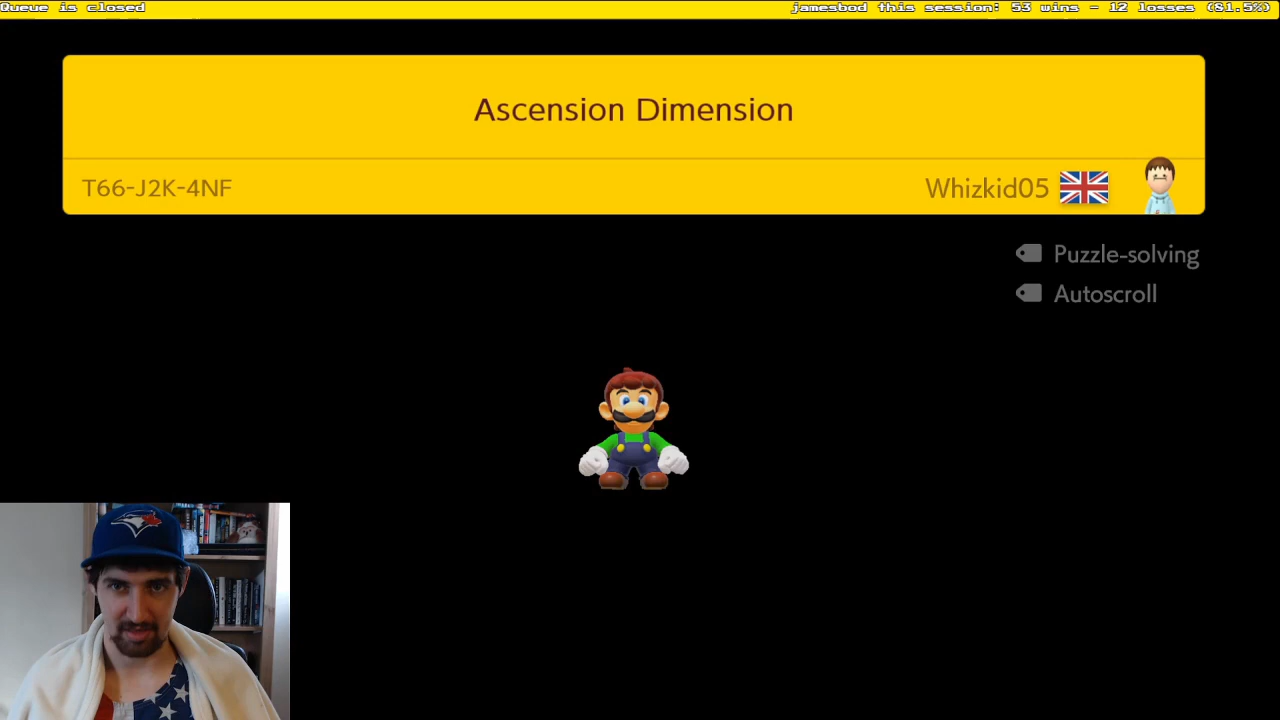 Queue is closed
jamesbod this session: 53 wins - 12 losses (81.5%)
Ascension Dimension
T66-J2K-4NF
Whizkid05
Puzzle-solving
Autoscroll